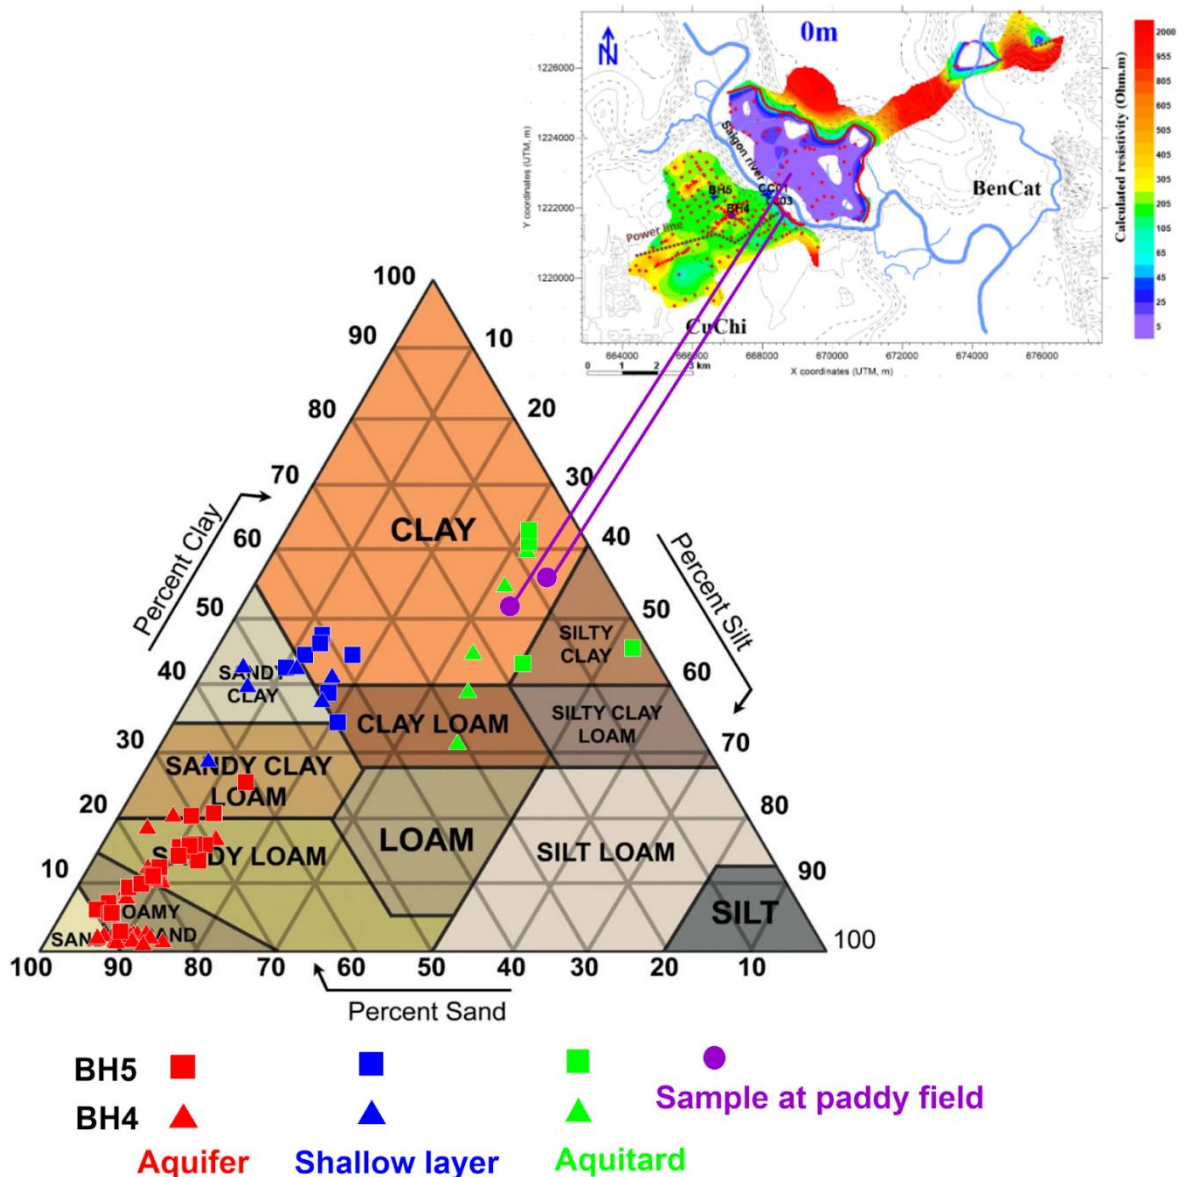 0m
N
1226000
1224000
1222000
1220000
Y coordinates (UTM, m)
Saigon river
BH5
BH4
CC01
Power line
BenCat
CuChi
664000
668000
670000
672000
674000
676000
X coordinates (UTM, m)
0 1 2 3 km
Calculated resistivity (Ohm.m)
2000
955
855
805
605
505
405
305
205
105
65
45
25
5
100
90
80
70
60
50
40
30
20
10
Percent Clay
10
20
30
40
50
60
70
80
90
100
Percent Silt
CLAY
SILTY
CLAY
SANDY
CLAY
CLAY LOAM
SILTY CLAY
LOAM
SANDY CLAY
LOAM
LOAM
SANDY LOAM
SILT LOAM
SILT
100 90 80 70 60 50 40 30 20 10
Percent Sand
BH5
BH4
Aquifer
Shallow layer
Aquitard
Sample at paddy field